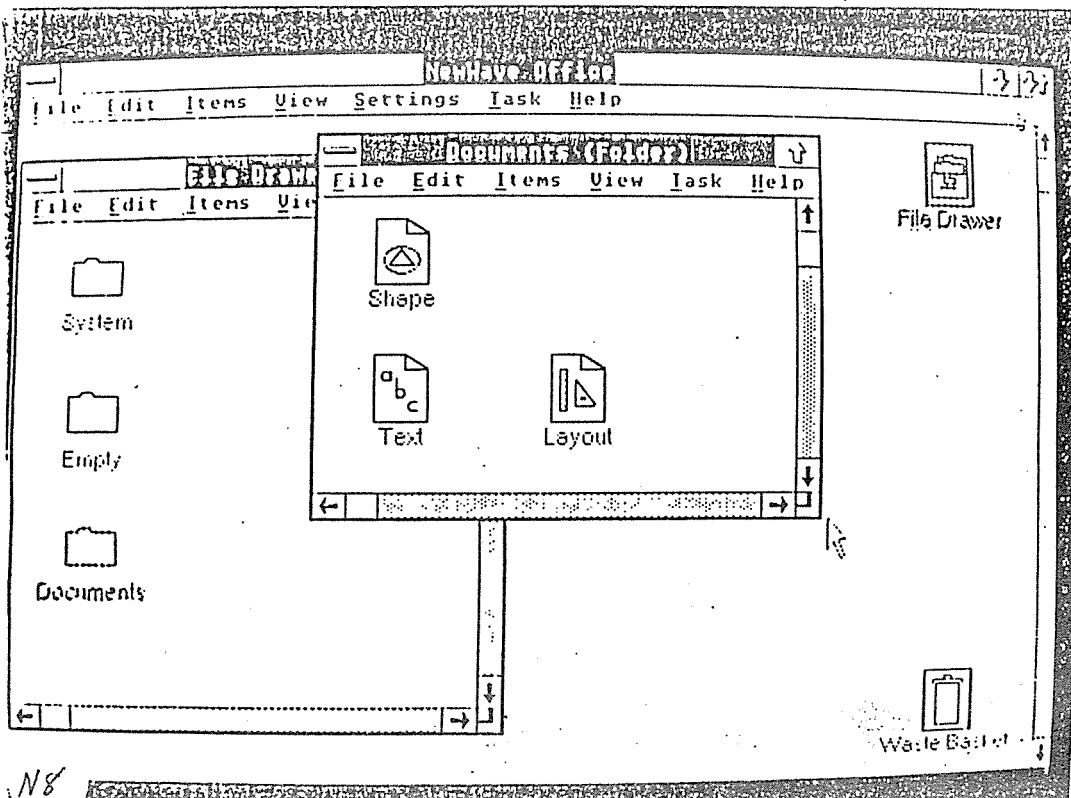 NewWave Office
File Edit Items View Settings Task Help
Documents (Folder)
File Edit Items View Task Help
File
File Edit Items
System
Empty
Documents
Shape
Text Layout
File Drawer
Waste Basket
N8